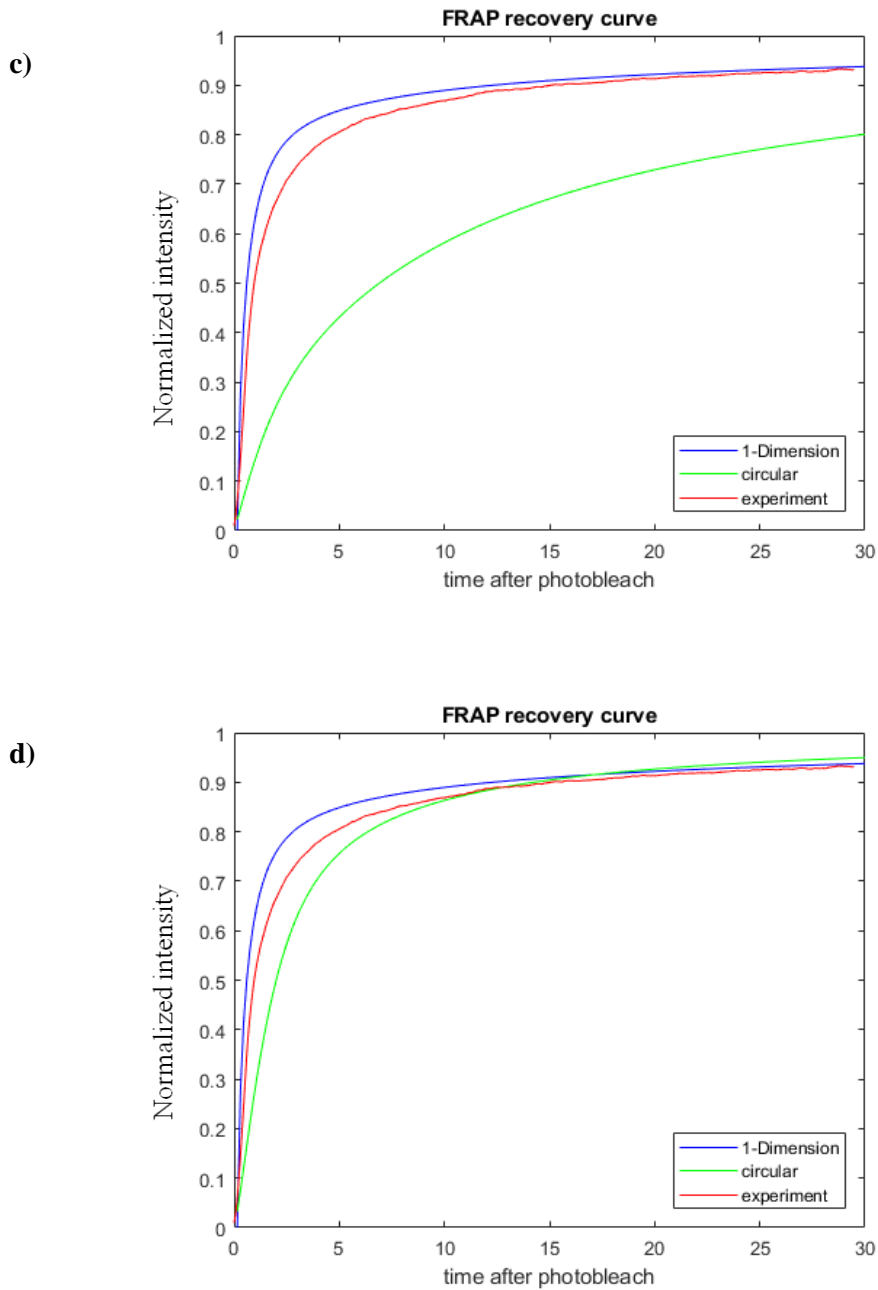 c)
FRAP recovery curve
1
0.9
0.8
0.7
0.6
0.5
0.4
0.3
0.2
0.1
0
Normalized intensity
1-Dimension
circular
experiment
0 5 10 15 20 25 30
time after photobleach
d)
FRAP recovery curve
1
0.9
0.8
0.7
0.6
0.5
0.4
0.3
0.2
0.1
0
Normalized intensity
1-Dimension
circular
experiment
0 5 10 15 20 25 30
time after photobleach